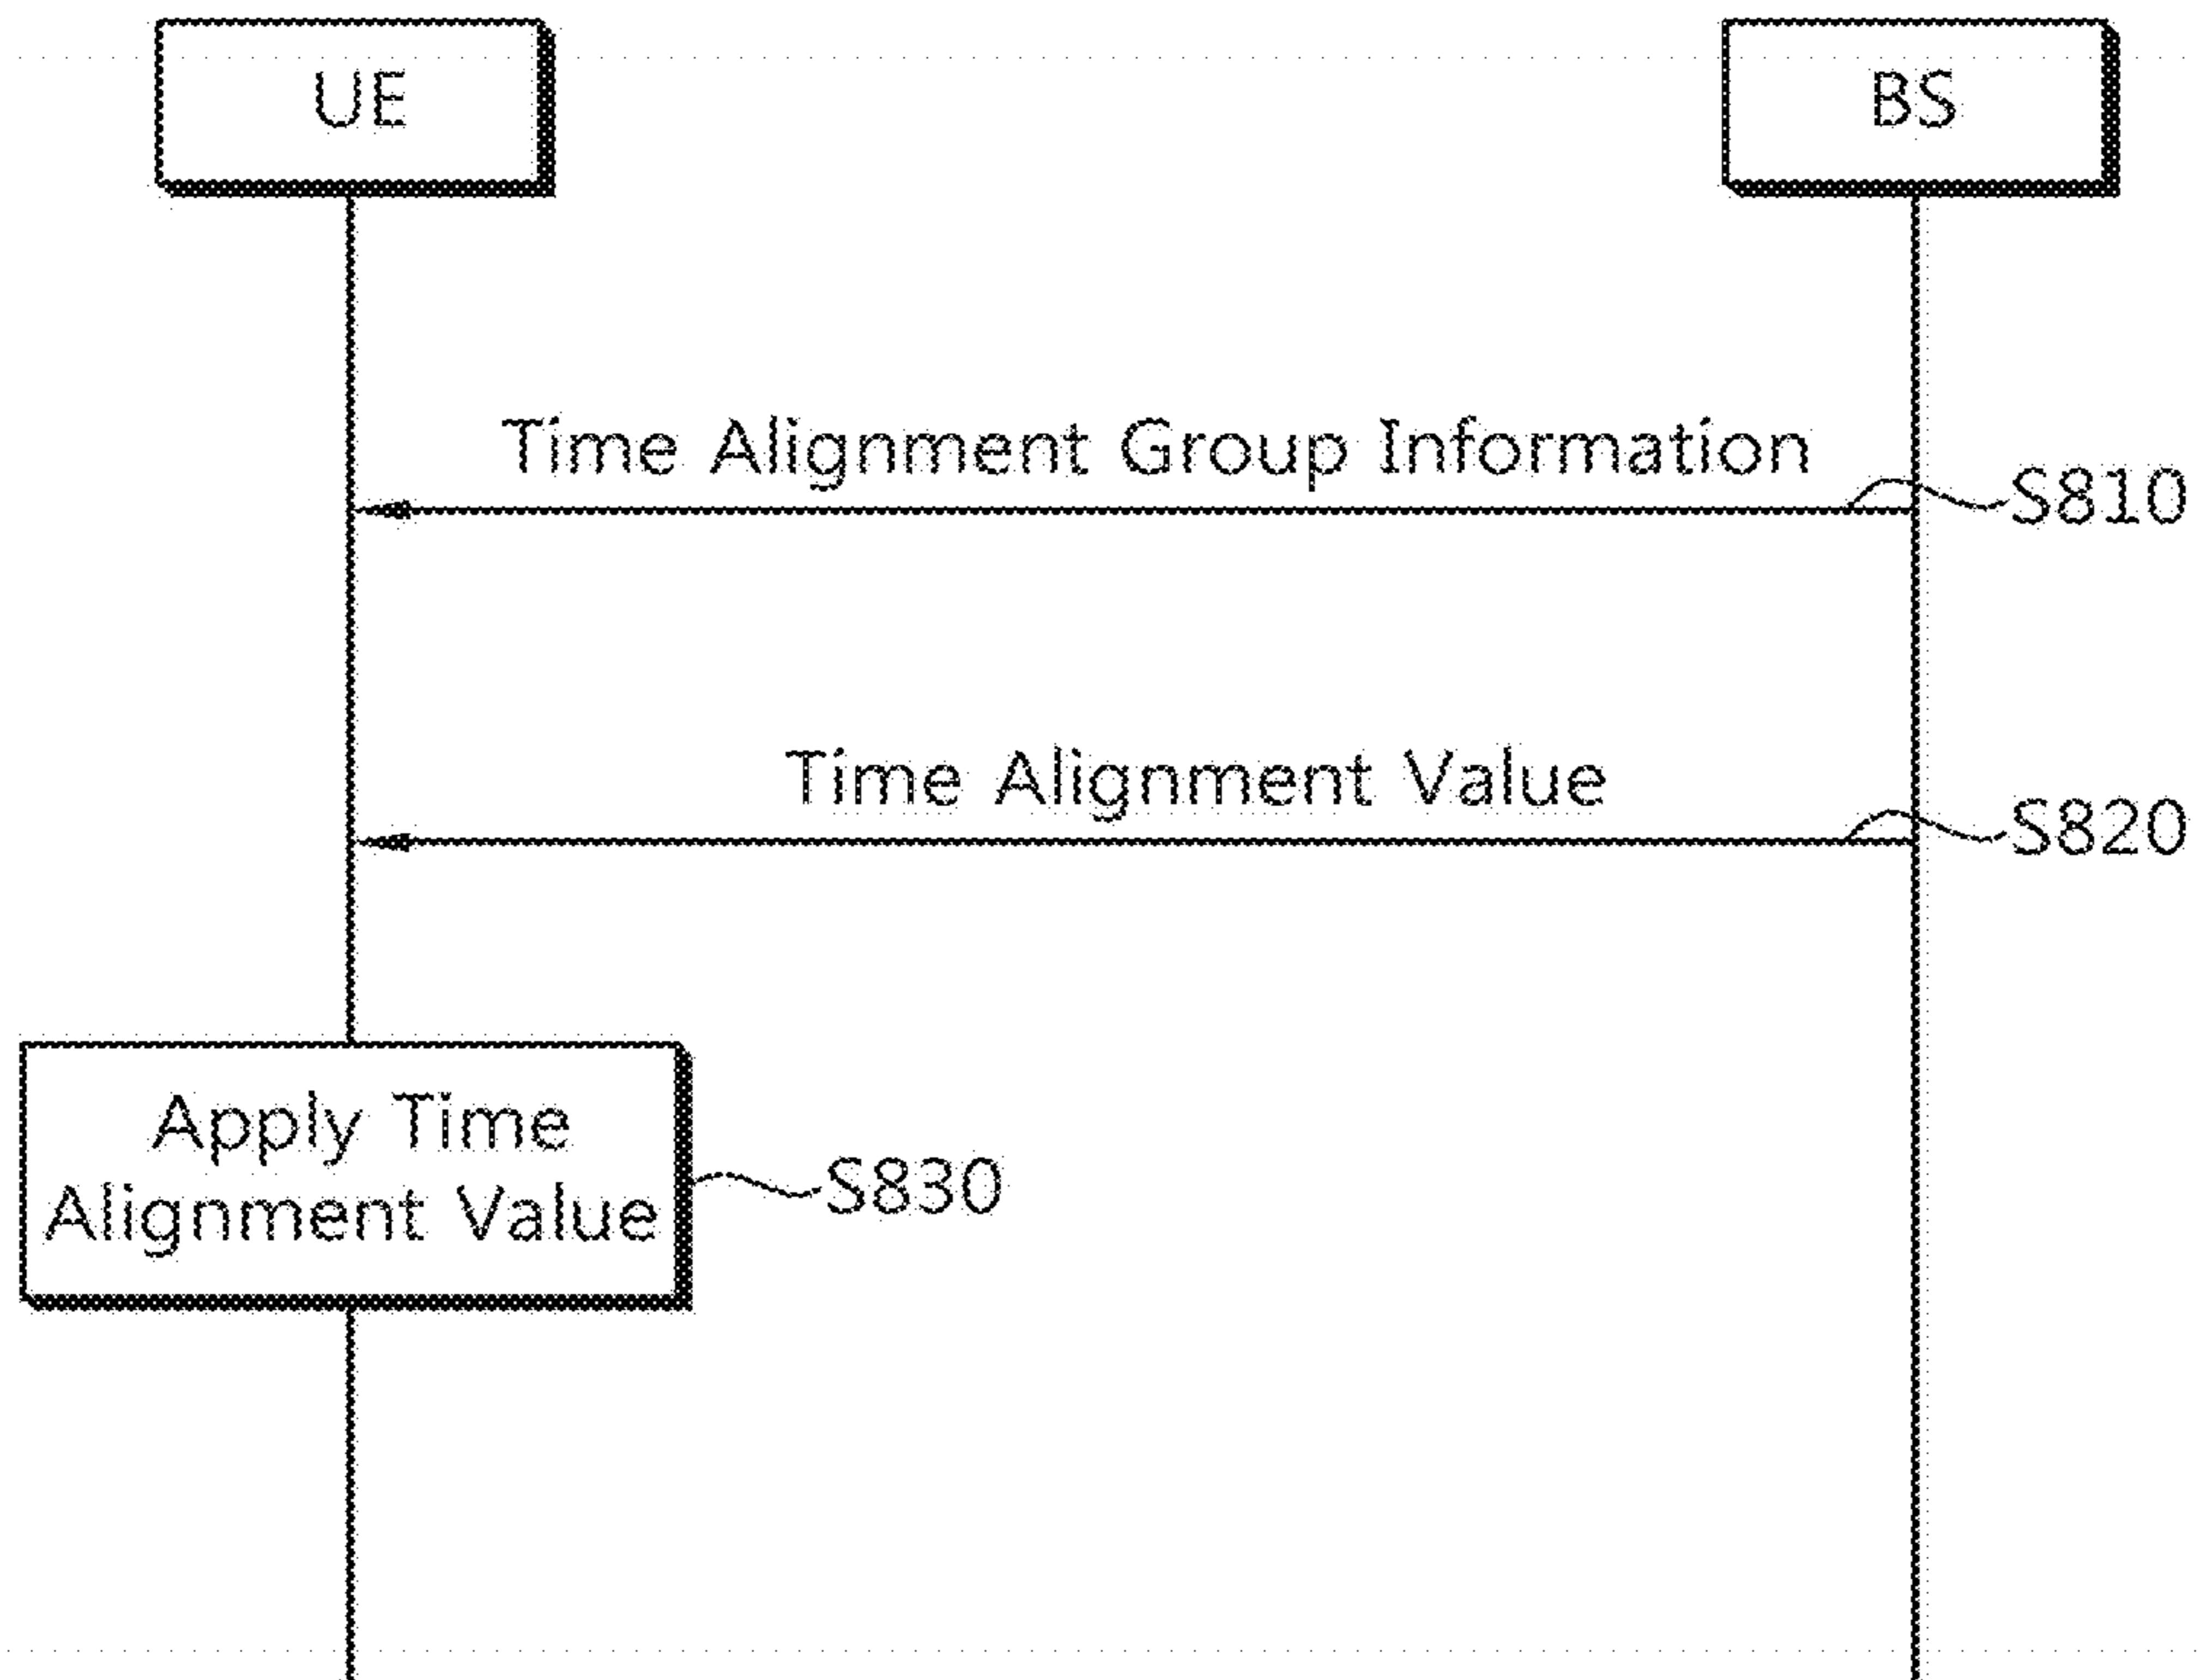 UE
BS
Time Alignment Group Information
S810
Time Alignment Value
S820
Apply Time
Alignment Value
S830